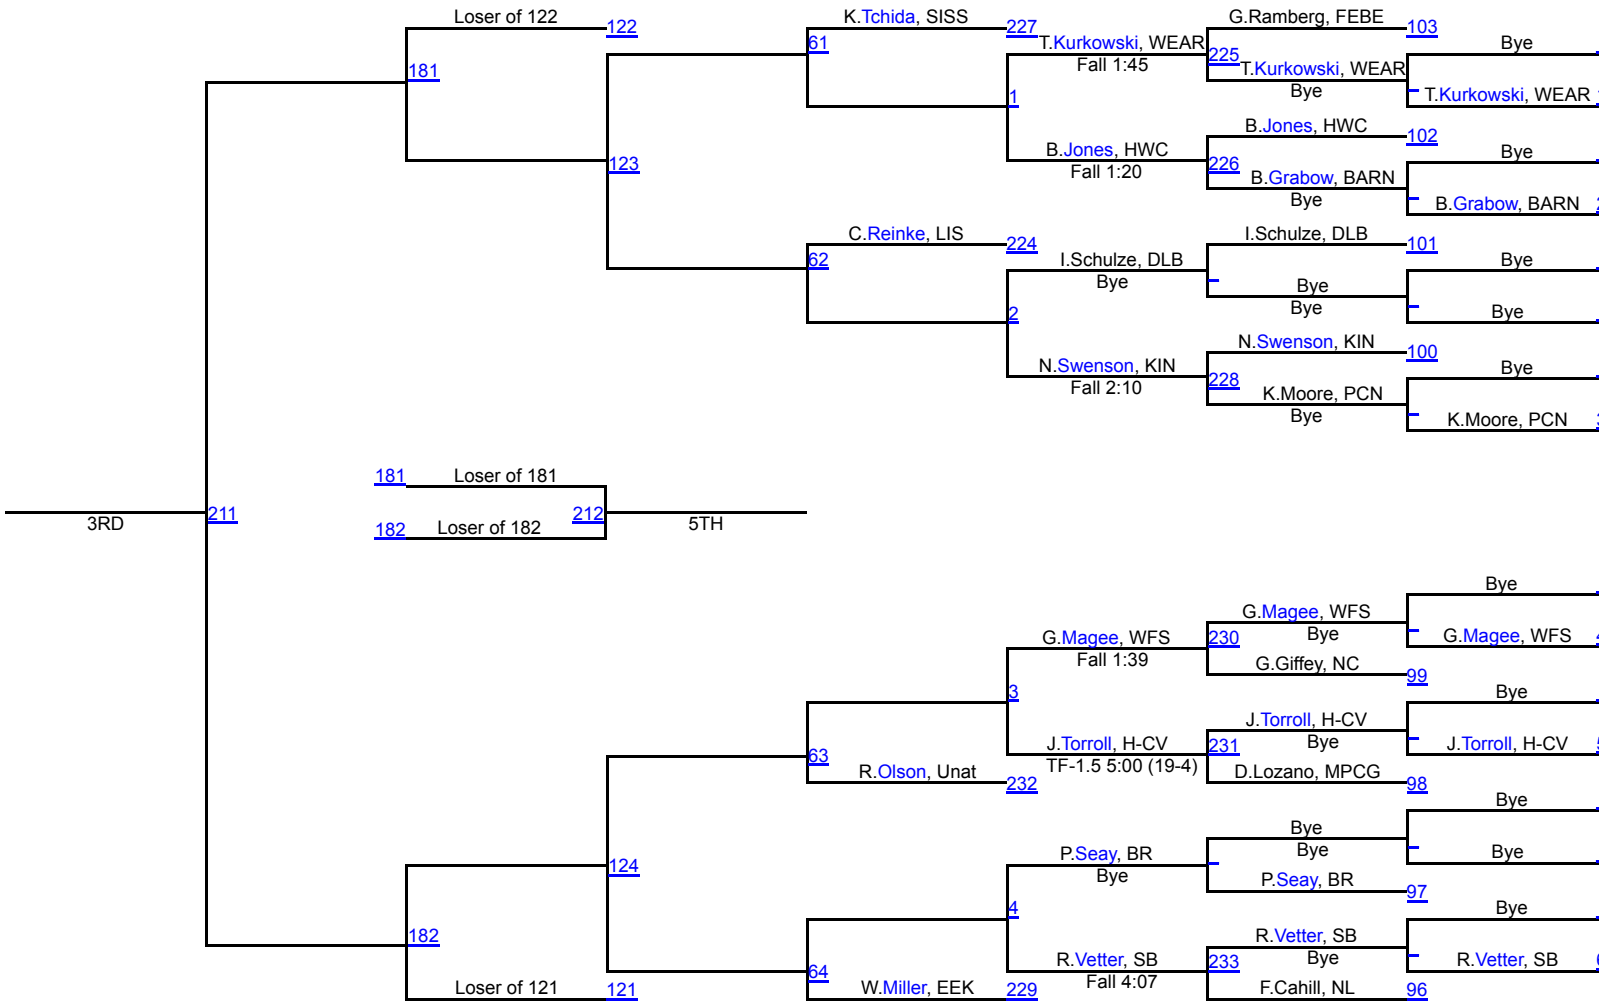 Loser of 122
122
K.Tchida, SISS
227
G.Ramberg, FEBE
103
61
T.Kurkowski, WEAR
Fall 1:45
225
Bye
T.Kurkowski, WEAR
Bye
181
1
T.Kurkowski, WEAR
B.Jones, HWC
102
123
B.Jones, HWC
Fall 1:20
226
Bye
B.Grabow, BARN
Bye
B.Grabow, BARN
C.Reinke, LIS
224
I.Schulze, DLB
101
62
I.Schulze, DLB
Bye
Bye
Bye
Bye
2
Bye
N.Swenson, KIN
100
N.Swenson, KIN
Fall 2:10
228
Bye
K.Moore, PCN
Bye
K.Moore, PCN
181
Loser of 181
3RD
211
212
5TH
182
Loser of 182
Bye
G.Magee, WFS
Bye
G.Magee, WFS
Fall 1:39
230
G.Magee, WFS
G.Giffey, NC
99
3
Bye
J.Torroll, H-CV
Bye
J.Torroll, H-CV
TF-1.5 5:00 (19-4)
231
J.Torroll, H-CV
63
R.Olson, Unat
232
D.Lozano, MPCG
98
Bye
Bye
Bye
124
P.Seay, BR
Bye
Bye
P.Seay, BR
97
4
Bye
182
R.Vetter, SB
Bye
64
R.Vetter, SB
Fall 4:07
233
R.Vetter, SB
Loser of 121
121
W.Miller, EEK
229
F.Cahill, NL
96